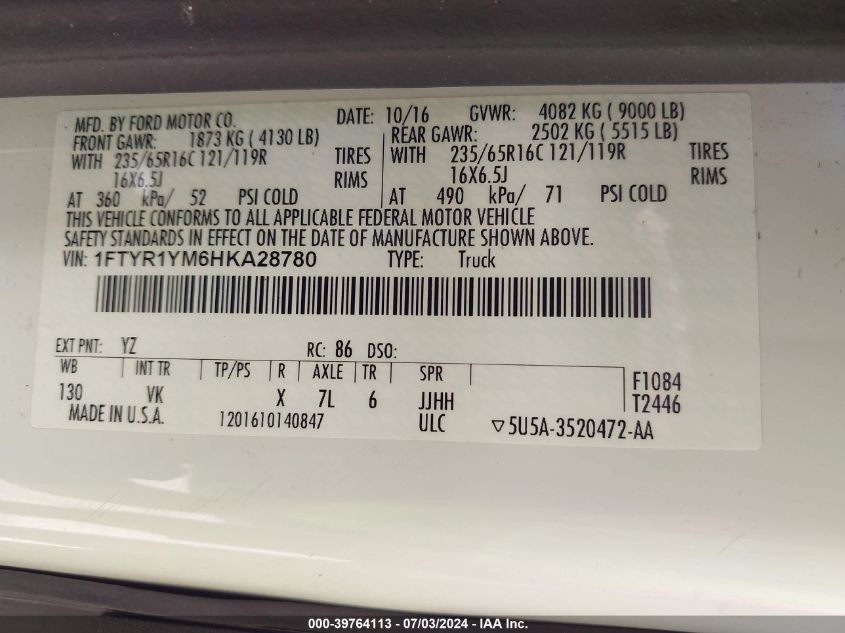 MFD. BY FORD MOTOR CO. DATE: 10/16 GVWR: 4082 KG ( 9000 LB)
FRONT GAWR: 1873 KG ( 4130 LB) REAR GAWR: 2502 KG ( 5515 LB)
WITH 235/65R16C 121/119R TIRES WITH 235/65R16C 121/119R TIRES
16X6.5J RIMS 16X6.5J RIMS
AT 360 kPa/ 52 PSI COLD AT 490 kPa/ 71 PSI COLD
THIS VEHICLE CONFORMS TO ALL APPLICABLE FEDERAL MOTOR VEHICLE
SAFETY STANDARDS IN EFFECT ON THE DATE OF MANUFACTURE SHOWN ABOVE.
VIN: 1FTYR1YM6HKA28780 TYPE: Truck
EXT PNT: YZ RC: 86 DSO:
WB INT TR TP/PS R AXLE TR SPR F1084
130 VK X 7L 6 JJHH T2446
MADE IN U.S.A. 1201610140847 ULC ▽5U5A-3520472-AA
000-39764113 - 07/03/2024 - IAA Inc.